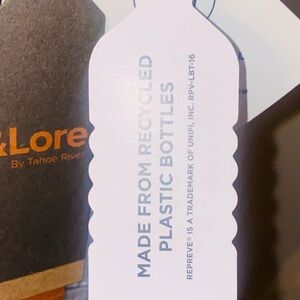 &Lore
By Tahoe River
MADE FROM RECYCLED
PLASTIC BOTTLES
REPREVE® IS A TRADEMARK OF UNIFI, INC. RPV-LBT-16